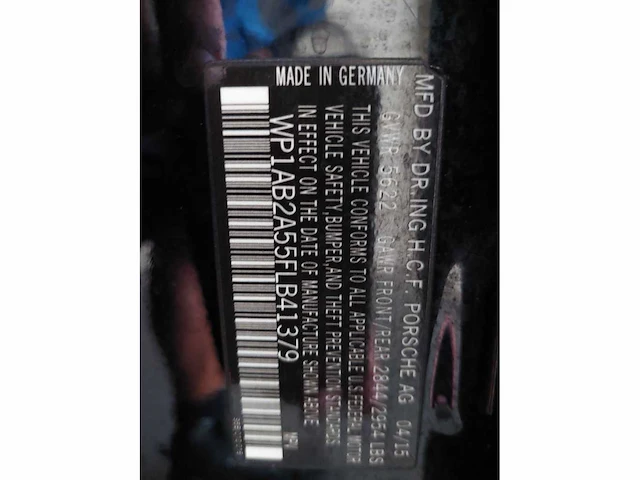 MFD BY DR.ING H.C.F. PORSCHE AG 04/15
GVWR 5622 GAWR FRONT/REAR 2844/2954 LBS
THIS VEHICLE CONFORMS TO ALL APPLICABLE U.S.FEDERAL MOTOR
VEHICLE SAFETY, BUMPER, AND THEFT PREVENTION STANDARDS
IN EFFECT ON THE DATE OF MANUFACTURE SHOWN ABOVE
WP1AB2A55FLB41379 MPV
MADE IN GERMANY